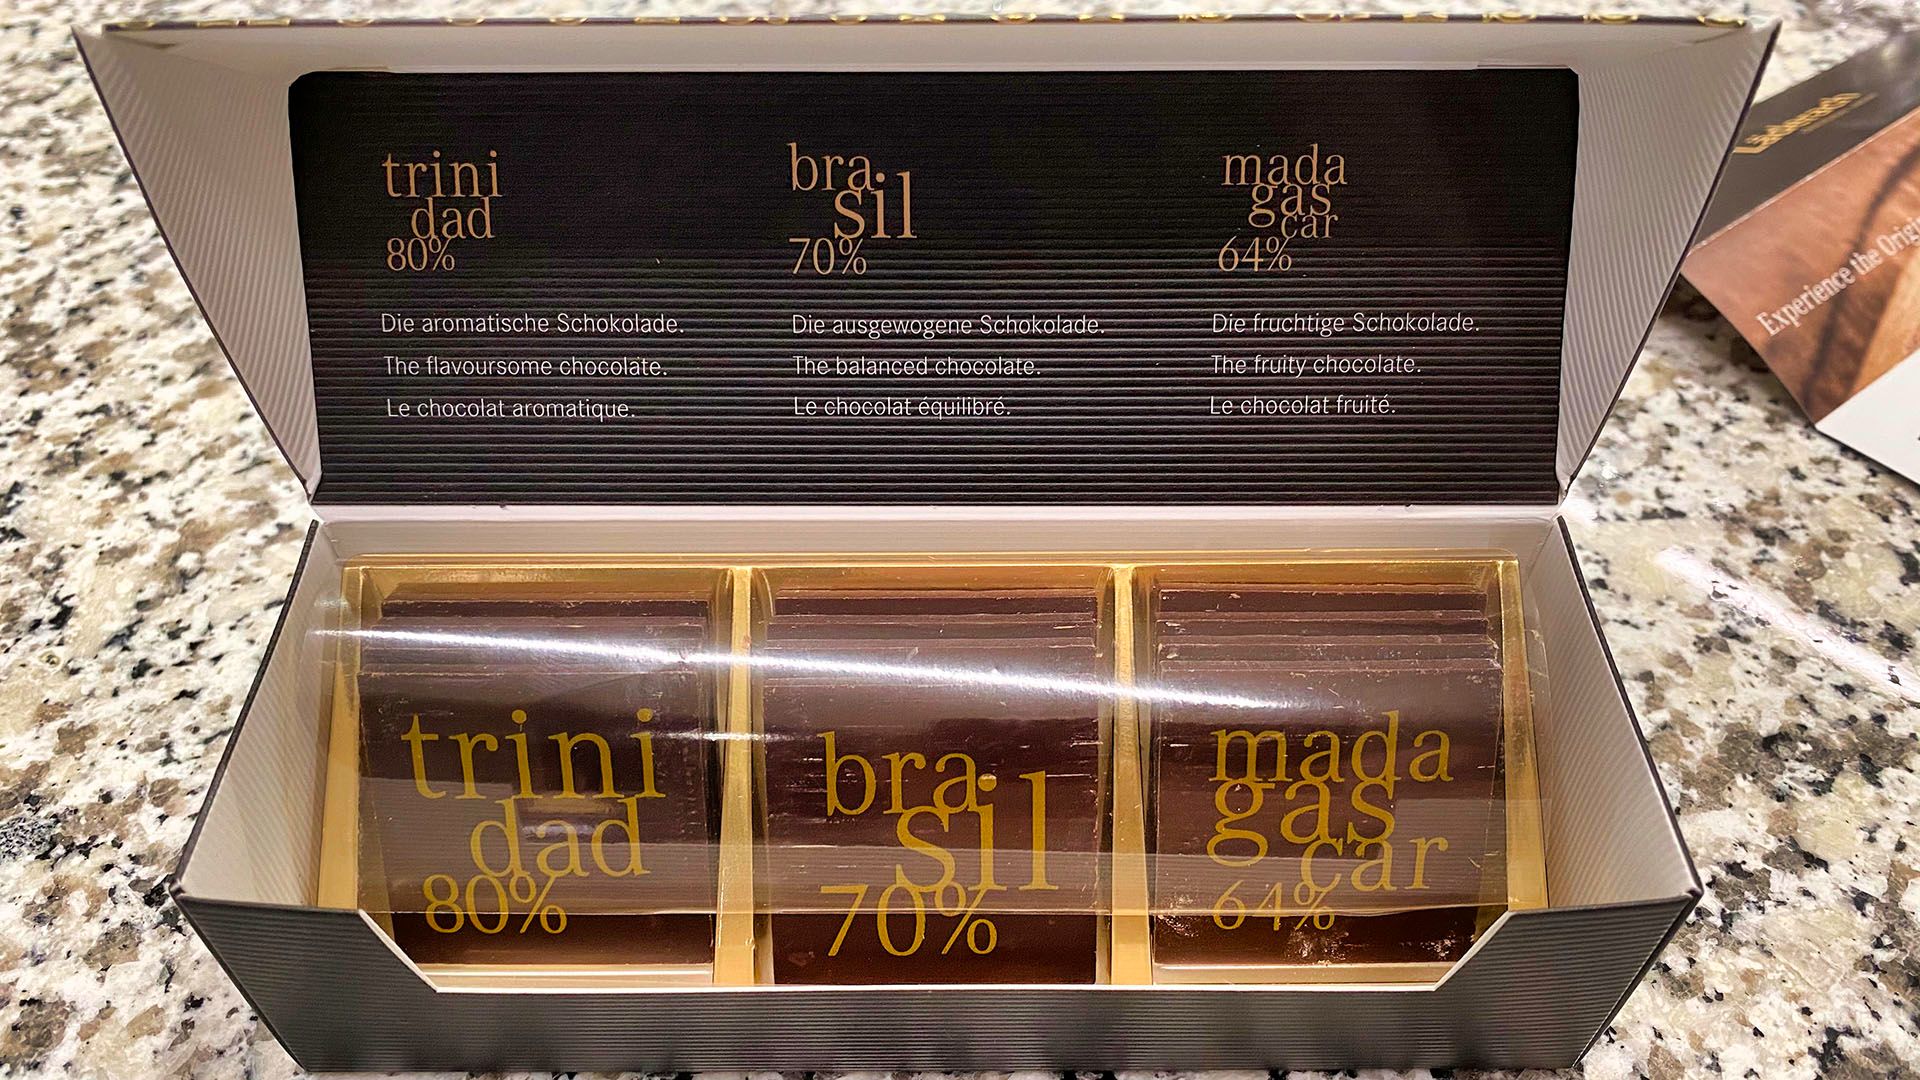 trini
dad
80%
Die aromatische Schokolade.
The flavoursome chocolate.
Le chocolat aromatique.
bra
sil
70%
Die ausgewogene Schokolade.
The balanced chocolate.
Le chocolat équilibré.
mada
gas
car
64%
Die fruchtige Schokolade.
The fruity chocolate.
Le chocolat fruité.
Läderach
Experience the
trini
dad
80%
bra
sil
70%
mada
gas
car
64%